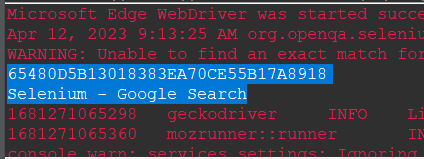 Microsoft Edge WebDriver was started succe
Apr 12, 2023 9:13:25 AM org.openqa.seleniu
WARNING: Unable to find an exact match for
65480D5B13018383EA70CE55B17A8918
Selenium - Google Search
1681271065298 geckodriver INFO Li
1681271065360 mozrunner::runner IN
console.warn: services.settings: Ignoring